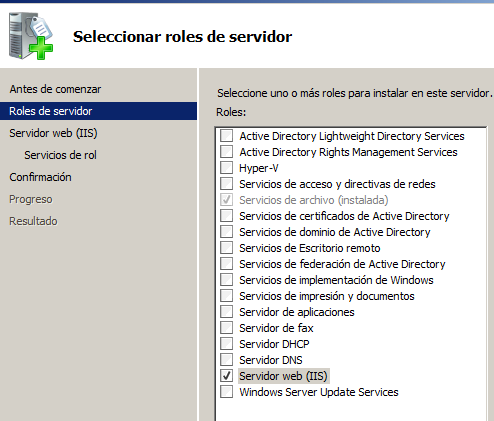 Seleccionar roles de servidor
Antes de comenzar
Roles de servidor
Servidor web (IIS)
Servicios de rol
Confirmación
Progreso
Resultado
Seleccione uno o más roles para instalar en este servidor.
Roles:
Active Directory Lightweight Directory Services
Active Directory Rights Management Services
Hyper-V
Servicios de acceso y directivas de redes
Servicios de archivo (instalada)
Servicios de certificados de Active Directory
Servicios de dominio de Active Directory
Servicios de Escritorio remoto
Servicios de federación de Active Directory
Servicios de implementación de Windows
Servicios de impresión y documentos
Servidor de aplicaciones
Servidor de fax
Servidor DHCP
Servidor DNS
Servidor web (IIS)
Windows Server Update Services